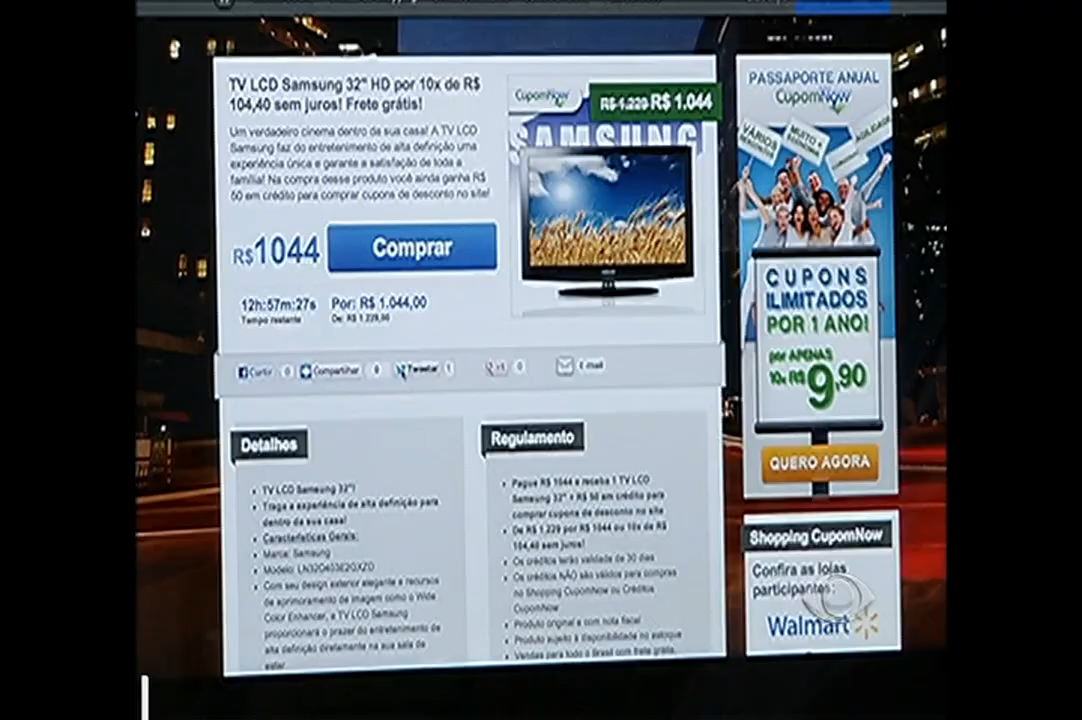 TV LCD Samsung 32" HD por 10x de R$
104,40 sem juros! Frete grátis!
Um verdadeiro cinema dentro da sua casa! A TV LCD
Samsung faz do entretenimento de alta definição uma
experiência única e garante a satisfação de toda a
família! Na compra desse produto você ainda ganha R$
50 em crédito para comprar cupons de desconto no site!
R$1044
Comprar
12h:57m:27s
Tempo restante
Por: R$ 1.044,00
De: R$ 1.229,00
CupomNow
R$ 1.229 R$ 1.044
SAMSUNG
Curtir 0
Compartilhar 0
Tweetar 1
+1 0
E-mail
Detalhes
TV LCD Samsung 32"!
Traga a experiência de alta definição para
dentro da sua casa!
Características Gerais:
Marca: Samsung
Modelo:
Com seu design exterior elegante e recursos
de aprimoramento de imagem como o Wide
Color Enhancer, a TV LCD Samsung
proporcionará o prazer do entretenimento de
alta definição diretamente na sua sala de
estar.
Regulamento
Pague R$ 1044 e receba 1 TV LCD
Samsung 32" + R$ 50 em crédito para
comprar cupons de desconto no site
De R$ 1.229 por R$ 1044 ou 10x de R$
104,40 sem juros!
Os créditos terão validade de 30 dias
Os créditos NÃO são válidos para compras
no Shopping CupomNow ou Créditos
CupomNow
Produto original e com nota fiscal
Produto sujeito à disponibilidade no estoque
Vendas para todo o Brasil com frete grátis,
PASSAPORTE ANUAL
CupomNow
VÁRIOS
MUITO +
ECONOMIA
AGILIDADE
CUPONS
ILIMITADOS
POR 1 ANO!
por APENAS
10x R$ 9,90
QUERO AGORA
Shopping CupomNow
Confira as lojas
participantes:
Walmart